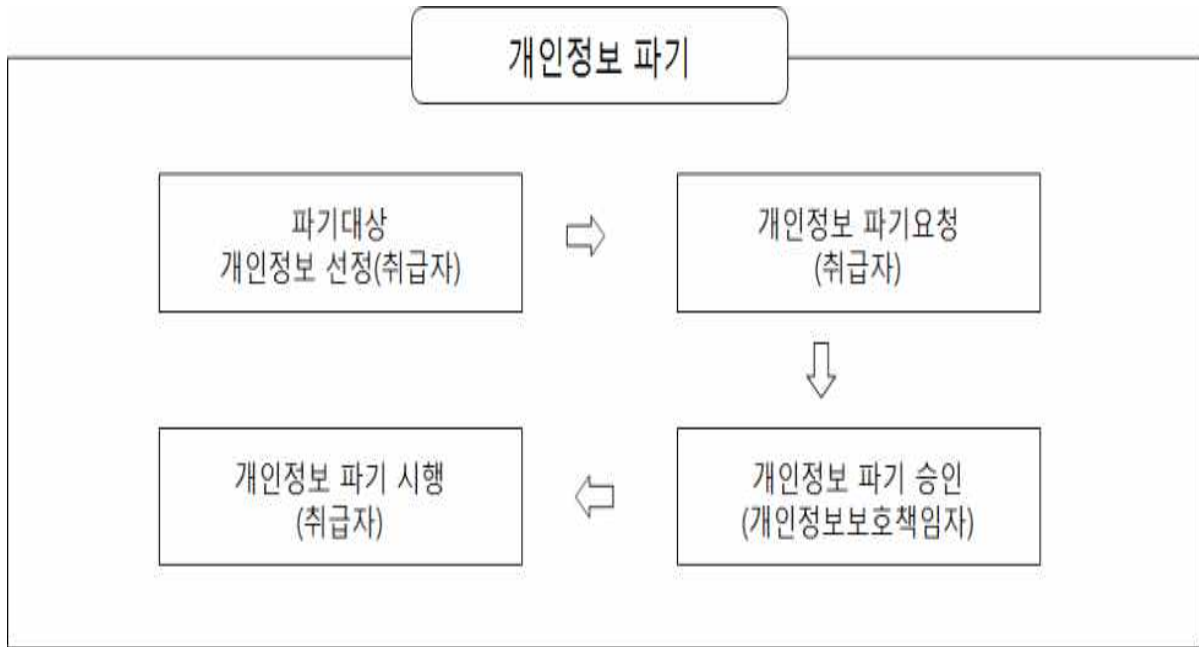 개인정보 파기
파기대상
개인정보 선정(취급자)
개인정보 파기요청
(취급자)
개인정보 파기 승인
(개인정보보호책임자)
개인정보 파기 시행
(취급자)